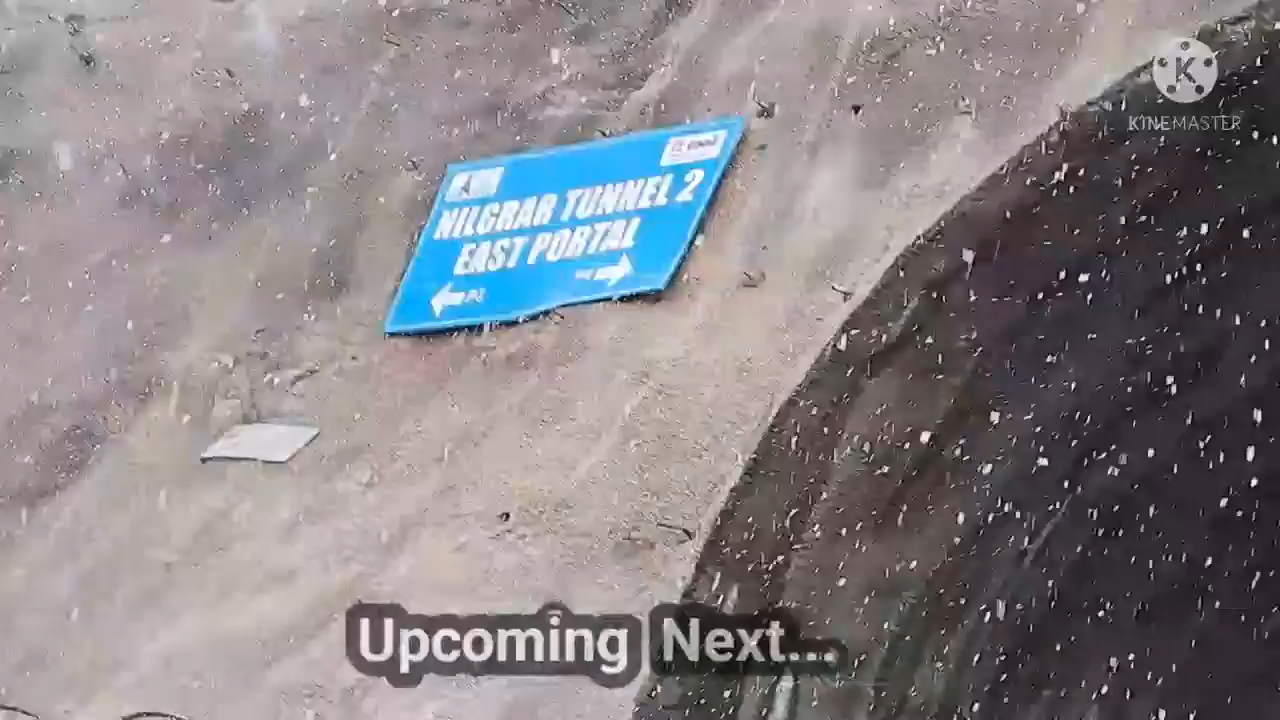 K
KINEMASTER
NILGRAR TUNNEL 2
EAST PORTAL
Upcoming Next...